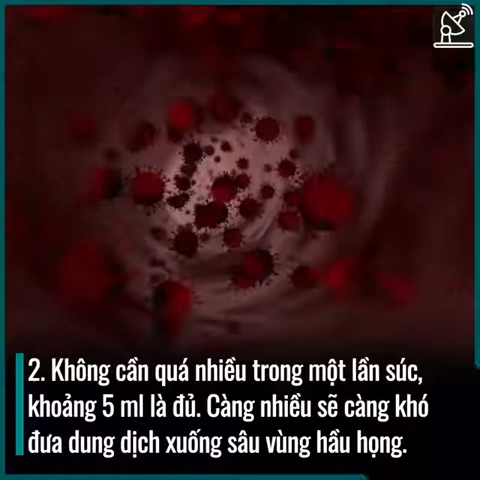 2. Không cần quá nhiều trong một lần súc,
khoảng 5 ml là đủ. Càng nhiều sẽ càng khó
đưa dung dịch xuống sâu vùng hầu họng.